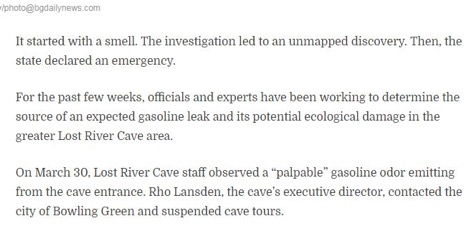 /photo@bgdailynews.com
It started with a smell. The investigation led to an unmapped discovery. Then, the
state declared an emergency.
For the past few weeks, officials and experts have been working to determine the
source of an expected gasoline leak and its potential ecological damage in the
greater Lost River Cave area.
On March 30, Lost River Cave staff observed a “palpable” gasoline odor emitting
from the cave entrance. Rho Lansden, the cave’s executive director, contacted the
city of Bowling Green and suspended cave tours.